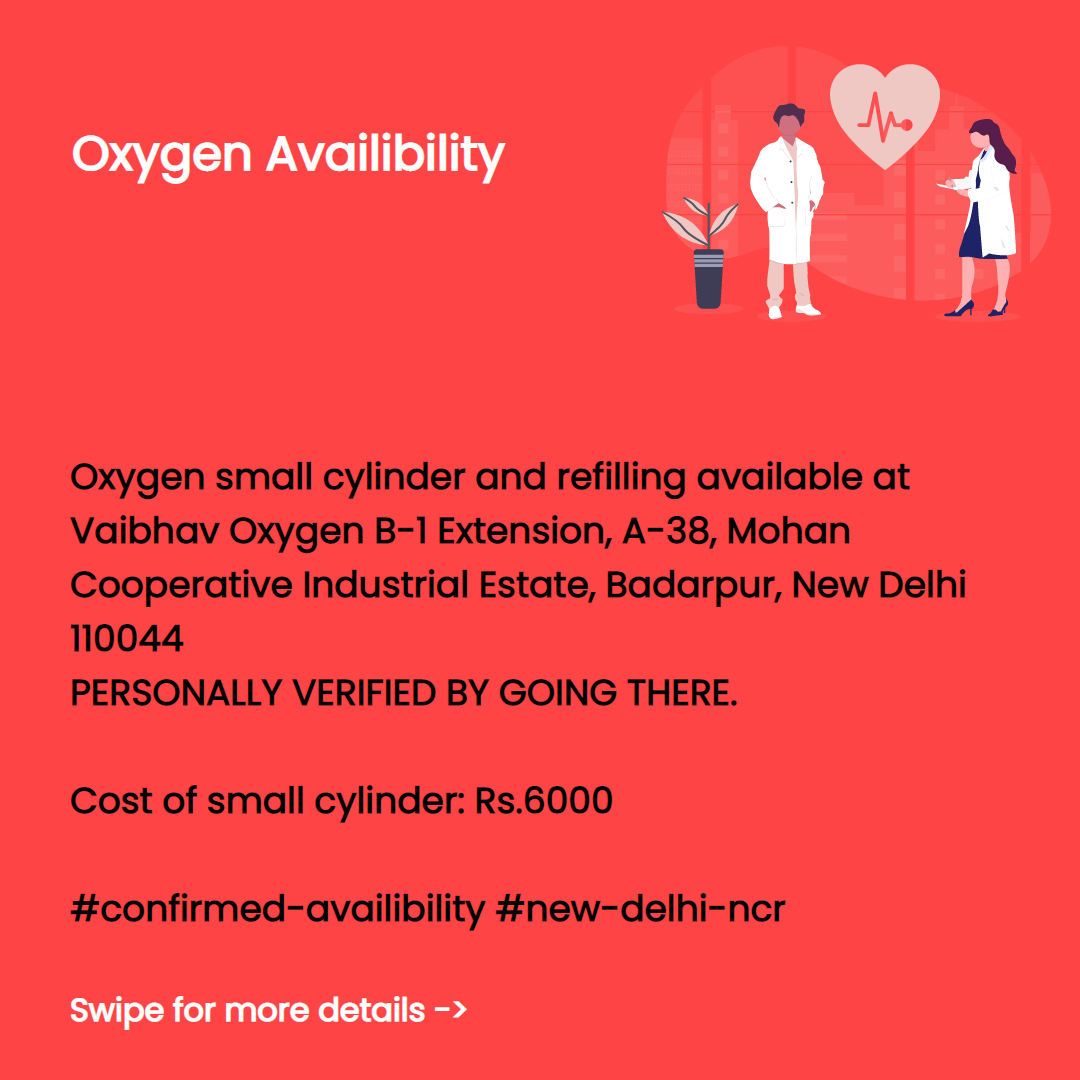 Oxygen Availibility
Oxygen small cylinder and refilling available at
Vaibhav Oxygen B-1 Extension, A-38, Mohan
Cooperative Industrial Estate, Badarpur, New Delhi
110044
PERSONALLY VERIFIED BY GOING THERE.
Cost of small cylinder: Rs.6000
#confirmed-availibility #new-delhi-ncr
Swipe for more details ->